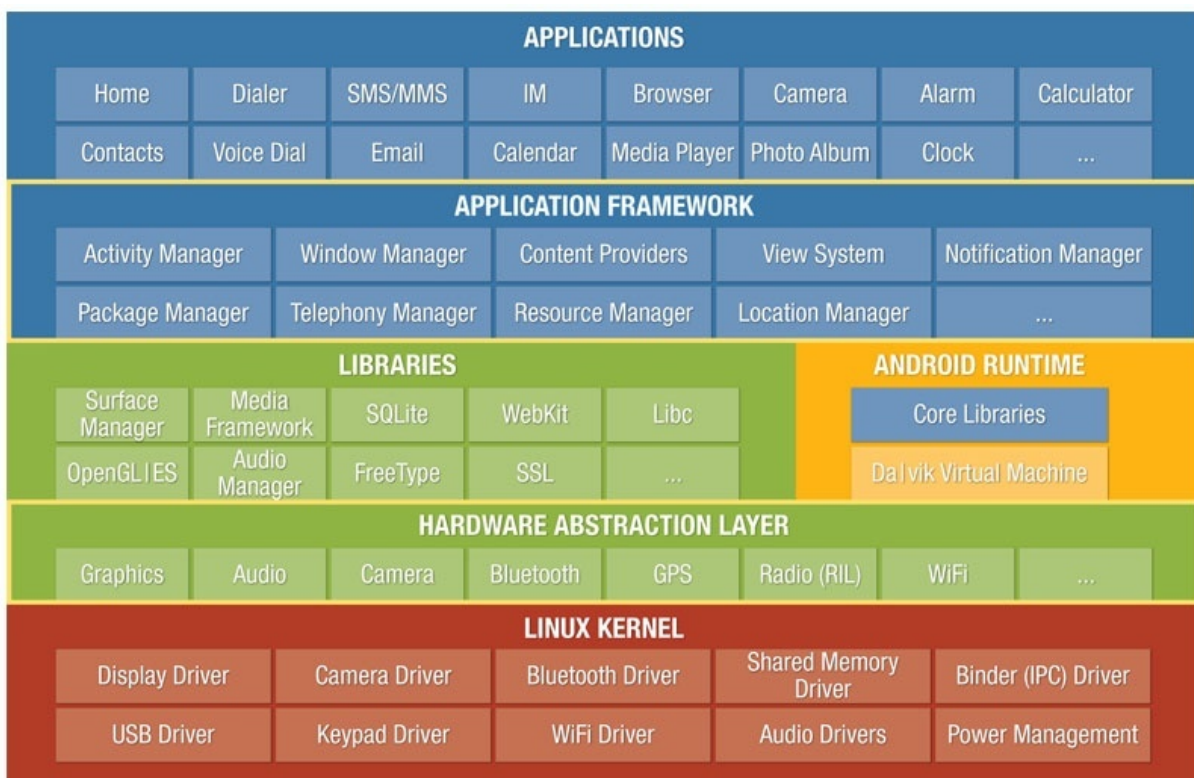 APPLICATIONS
Home Dialer SMS/MMS IM Browser Camera Alarm Calculator
Contacts Voice Dial Email Calendar Media Player Photo Album Clock ...
APPLICATION FRAMEWORK
Activity Manager Window Manager Content Providers View System Notification Manager
Package Manager Telephony Manager Resource Manager Location Manager ...
LIBRARIES
Surface Manager Media Framework SQLite WebKit Libc
OpenGL|ES Audio Manager FreeType SSL ...
ANDROID RUNTIME
Core Libraries
Da|vik Virtual Machine
HARDWARE ABSTRACTION LAYER
Graphics Audio Camera Bluetooth GPS Radio (RIL) WiFi ...
LINUX KERNEL
Display Driver Camera Driver Bluetooth Driver Shared Memory Driver Binder (IPC) Driver
USB Driver Keypad Driver WiFi Driver Audio Drivers Power Management